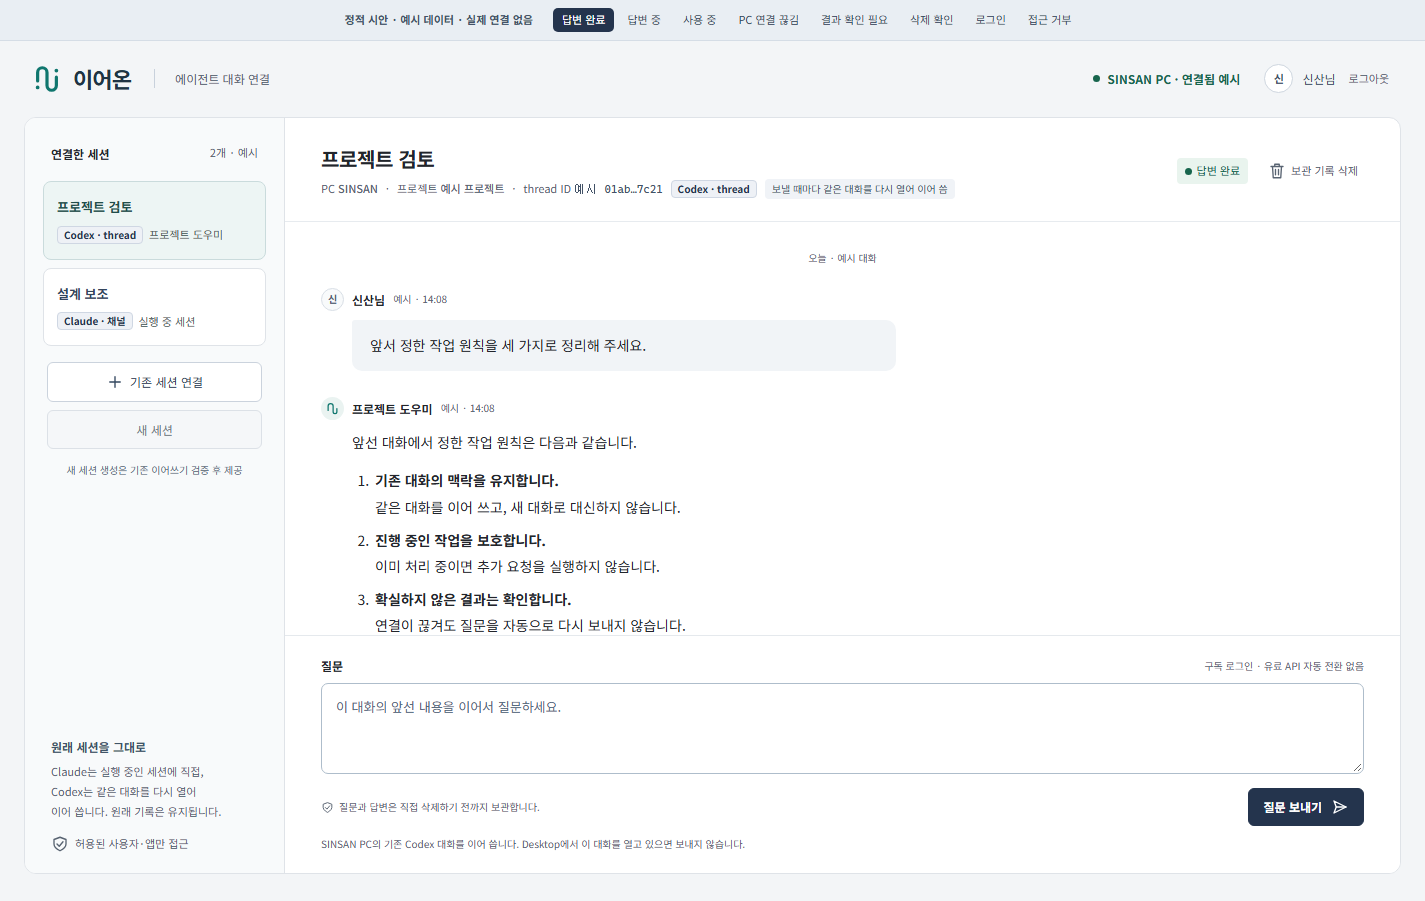 정적 시안 · 예시 데이터 · 실제 연결 없음 답변 완료 답변 중 사용 중 PC 연결 끊김 결과 확인 필요 삭제 확인 로그인 접근 거부
이어온 에이전트 대화 연결 SINSAN PC · 연결됨 예시 신 신산님 로그아웃
연결한 세션 2개 · 예시
프로젝트 검토
Codex · thread 프로젝트 도우미
설계 보조
Claude · 채널 실행 중 세션
기존 세션 연결
새 세션
새 세션 생성은 기존 이어쓰기 검증 후 제공
원래 세션을 그대로
Claude는 실행 중인 세션에 직접,
Codex는 같은 대화를 다시 열어
이어 씁니다. 원래 기록은 유지됩니다.
허용된 사용자·앱만 접근
프로젝트 검토
PC SINSAN · 프로젝트 예시 프로젝트 · thread ID 예시 01ab…7c21 Codex · thread 보낼 때마다 같은 대화를 다시 열어 이어 씀
답변 완료 보관 기록 삭제
오늘 · 예시 대화
신 신산님 예시 · 14:08
앞서 정한 작업 원칙을 세 가지로 정리해 주세요.
프로젝트 도우미 예시 · 14:08
앞선 대화에서 정한 작업 원칙은 다음과 같습니다.
1. 기존 대화의 맥락을 유지합니다.
같은 대화를 이어 쓰고, 새 대화로 대신하지 않습니다.
2. 진행 중인 작업을 보호합니다.
이미 처리 중이면 추가 요청을 실행하지 않습니다.
3. 확실하지 않은 결과는 확인합니다.
연결이 끊겨도 질문을 자동으로 다시 보내지 않습니다.
질문 구독 로그인 · 유료 API 자동 전환 없음
이 대화의 앞선 내용을 이어서 질문하세요.
질문과 답변은 직접 삭제하기 전까지 보관합니다.
질문 보내기
SINSAN PC의 기존 Codex 대화를 이어 씁니다. Desktop에서 이 대화를 열고 있으면 보내지 않습니다.